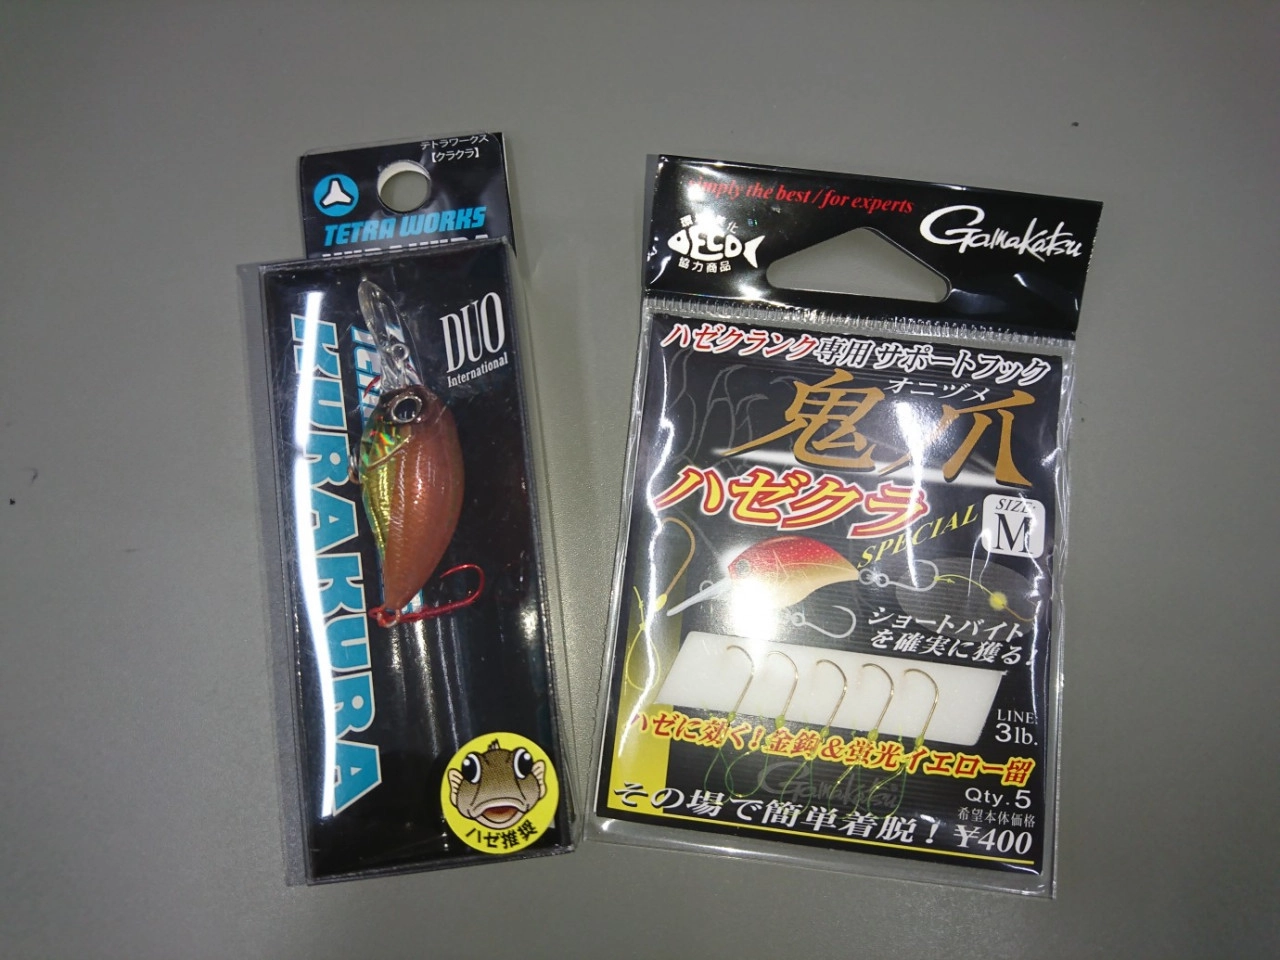 テトラワークス
【クラクラ】
TETRA WORKS
DUO
International
KURAKURA
ハゼ推奨
simply the best / for experts
Gamakatsu
環境
ECO
協力商品
ハゼクランク専用 サポートフック
オニヅメ
鬼爪
ハゼクラ
SPECIAL
SIZE:
M
ショートバイト
を確実に獲る!
LINE:
3lb.
ハゼに効く!金鈎&蛍光イエロー留
Gamakatsu
Qty.5
希望本体価格
その場で簡単着脱! ¥400